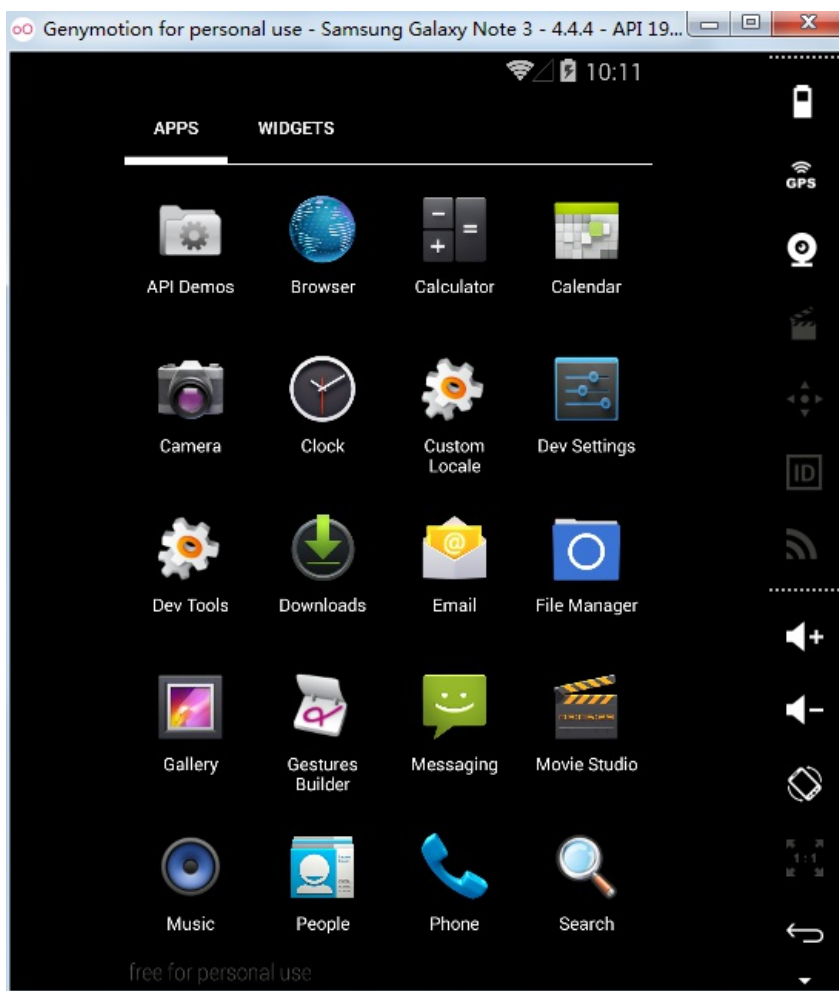 Genymotion for personal use - Samsung Galaxy Note 3 - 4.4.4 - API 19...
10:11
APPS WIDGETS
GPS
API Demos Browser Calculator Calendar
Camera Clock Custom Locale Dev Settings
ID
Dev Tools Downloads Email File Manager
Gallery Gestures Builder Messaging Movie Studio
1:1
Music People Phone Search
free for personal use